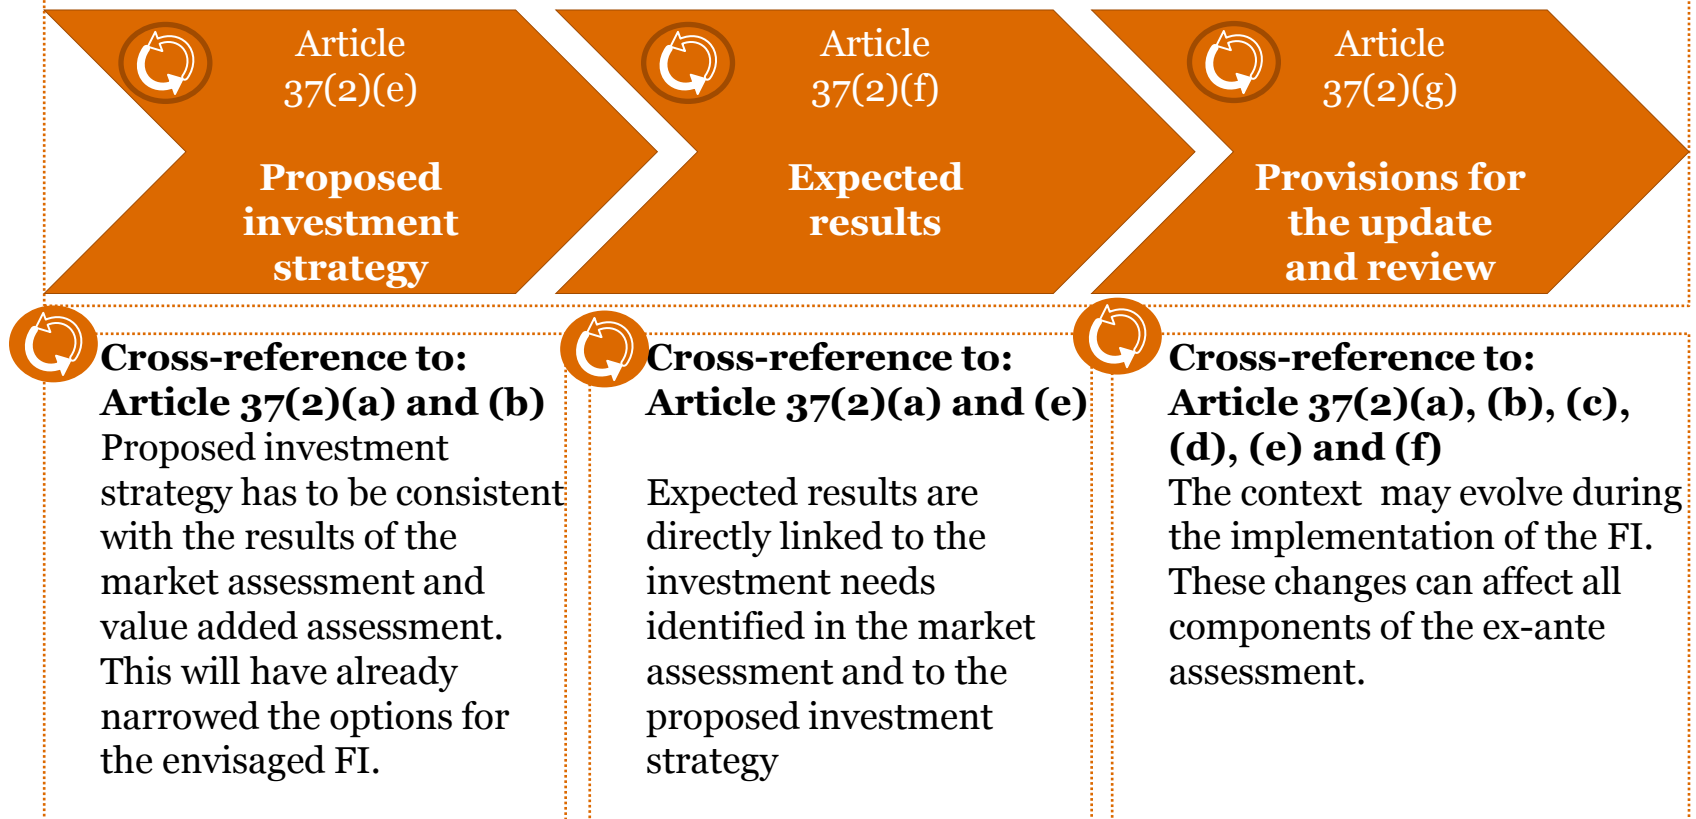 Article
37(2)(e)
Proposed
investment
strategy
Article
37(2)(f)
Expected
results
Article
37(2)(g)
Provisions for
the update
and review
Cross-reference to:
Article 37(2)(a) and (b)
Proposed investment
strategy has to be consistent
with the results of the
market assessment and
value added assessment.
This will have already
narrowed the options for
the envisaged FI.
Cross-reference to:
Article 37(2)(a) and (e)
Expected results are
directly linked to the
investment needs
identified in the market
assessment and to the
proposed investment
strategy
Cross-reference to:
Article 37(2)(a), (b), (c),
(d), (e) and (f)
The context  may evolve during
the implementation of the FI.
These changes can affect all
components of the ex-ante
assessment.